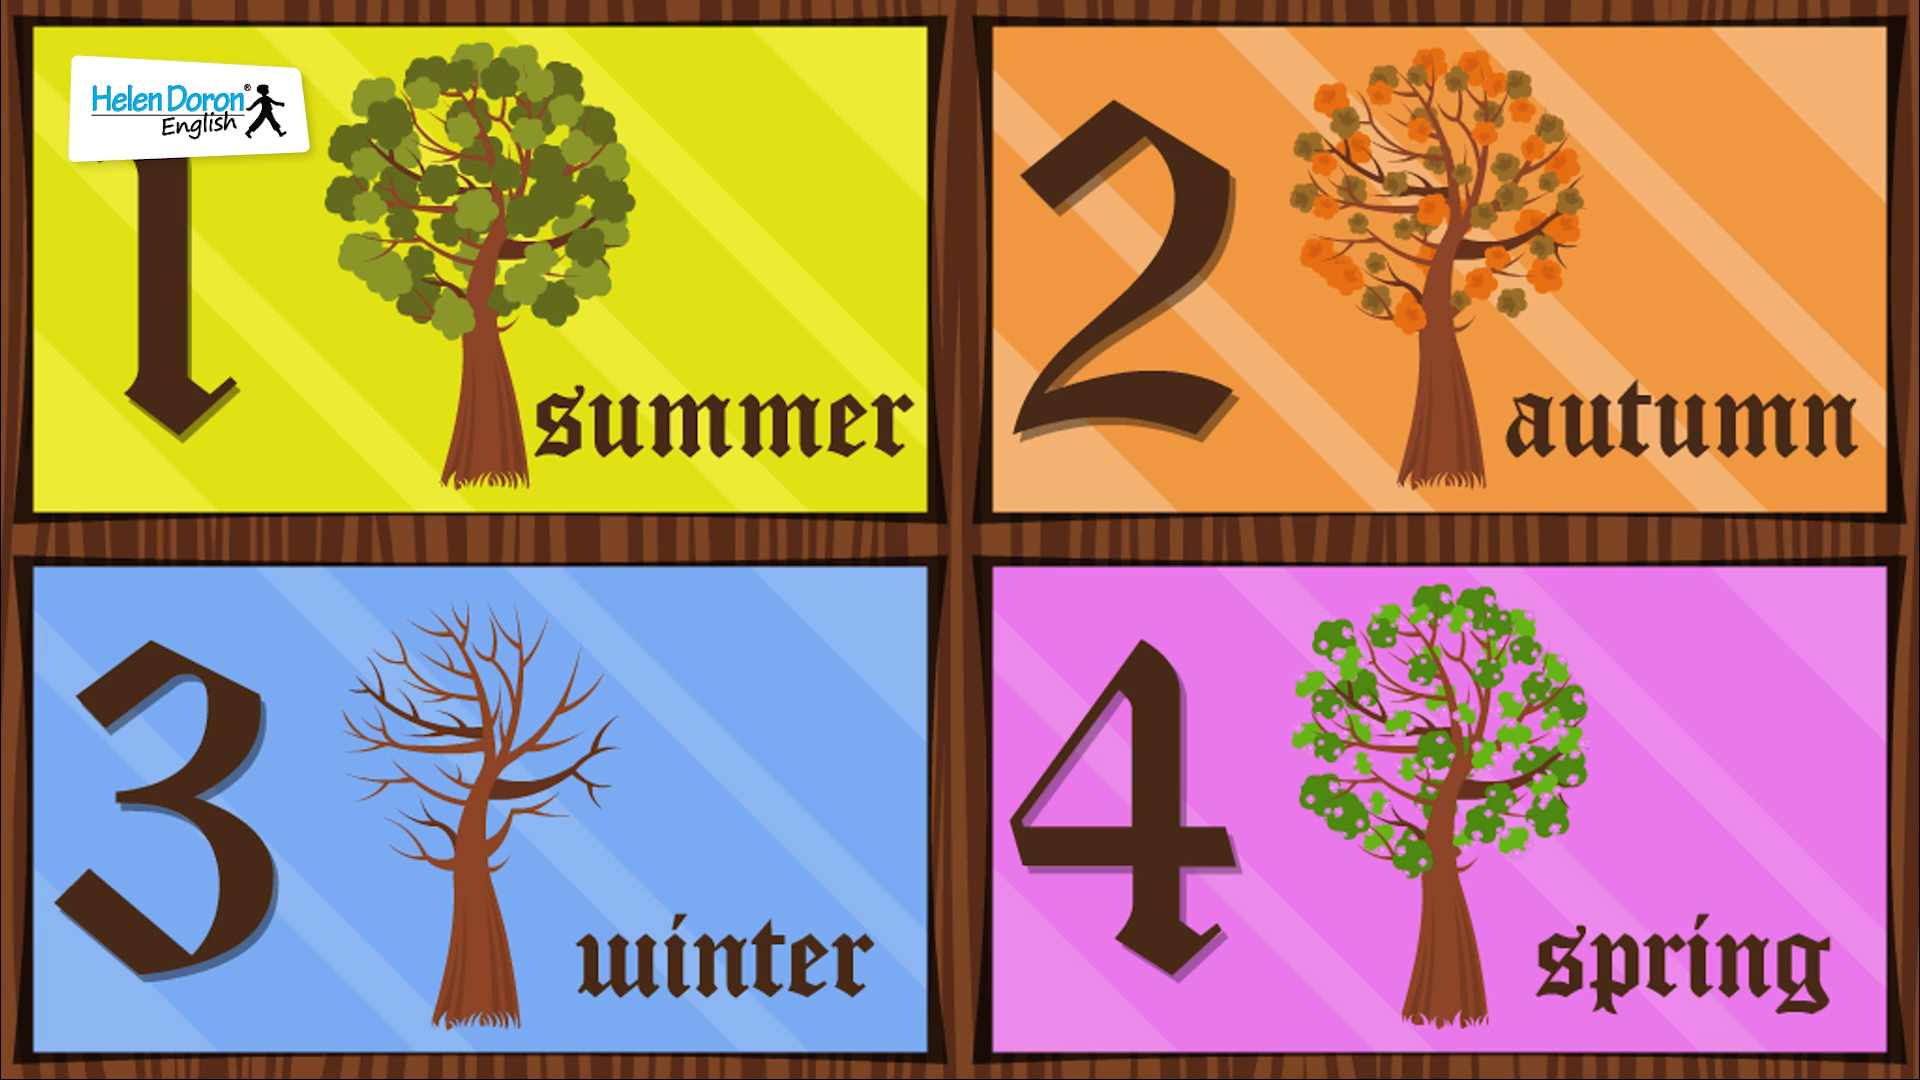 Helen Doron®
English
1
summer
2
autumn
3
winter
4
spring